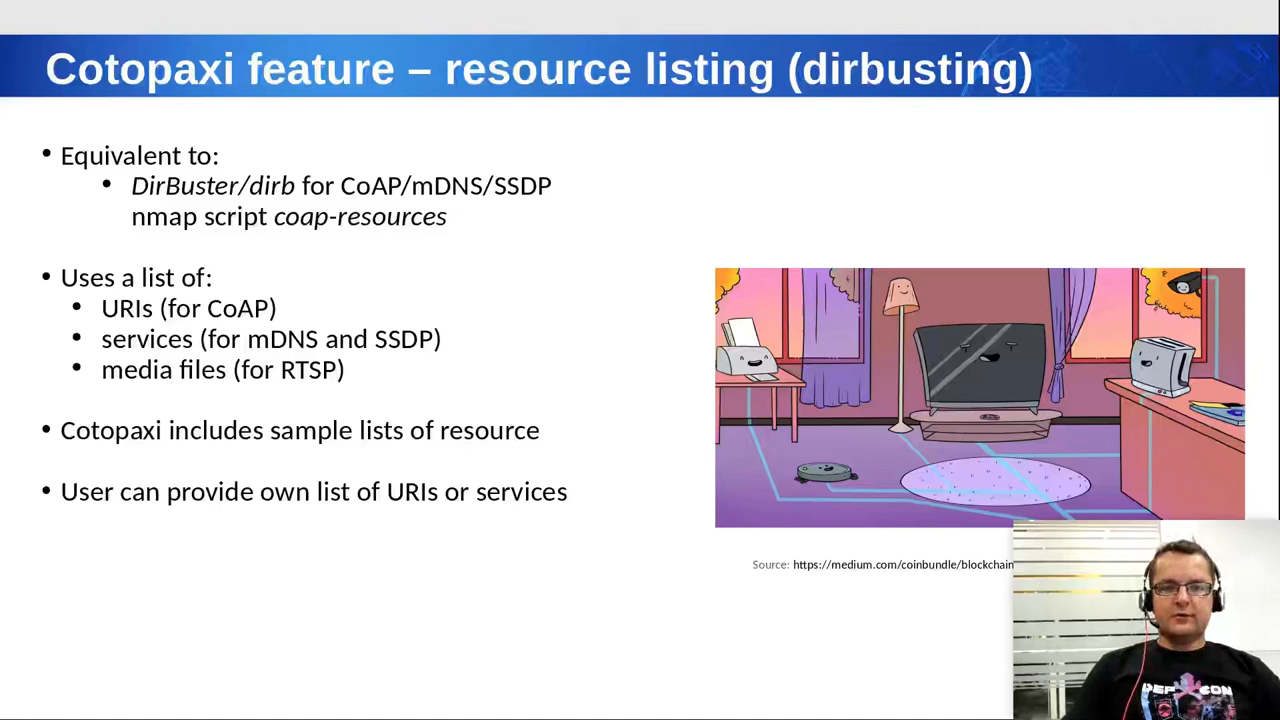 Cotopaxi feature – resource listing (dirbusting)
• Equivalent to:
• DirBuster/dirb for CoAP/mDNS/SSDP
nmap script coap-resources
• Uses a list of:
• URIs (for CoAP)
• services (for mDNS and SSDP)
• media files (for RTSP)
• Cotopaxi includes sample lists of resource
• User can provide own list of URIs or services
Source: https://medium.com/coinbundle/blockchain
DEF CON